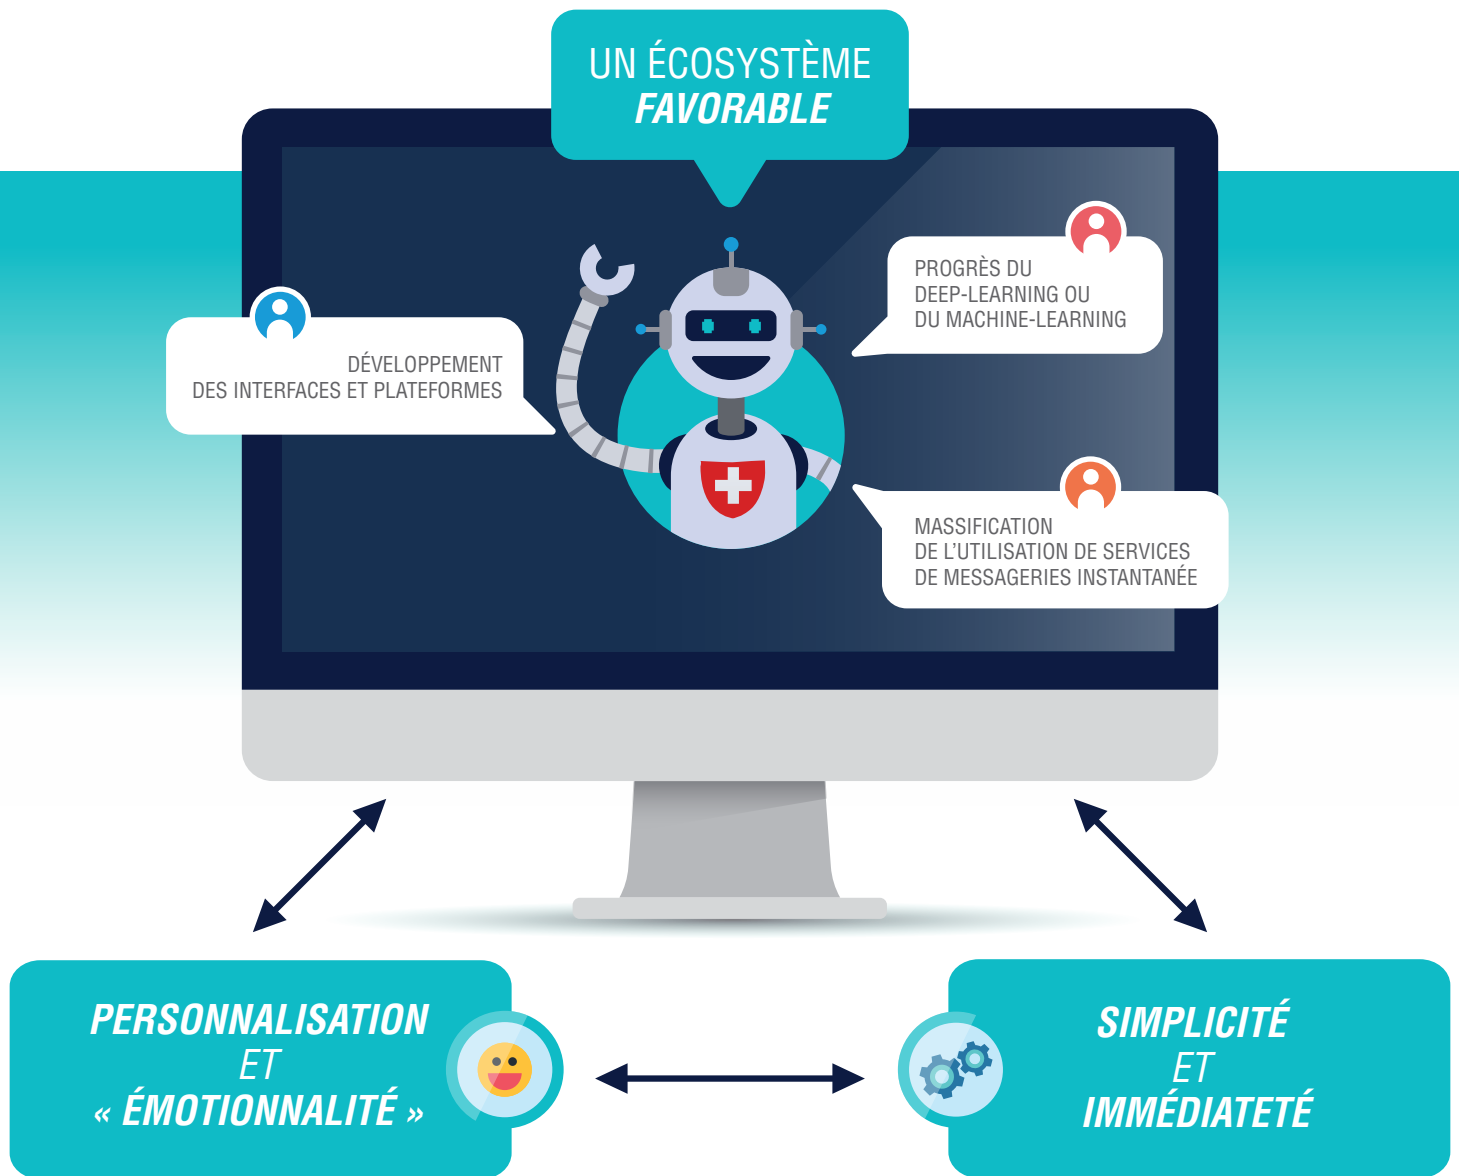 UN ÉCOSYSTÈME
FAVORABLE
PROGRÈS DU
DEEP-LEARNING OU
DU MACHINE-LEARNING
DÉVELOPPEMENT
DES INTERFACES ET PLATEFORMES
MASSIFICATION
DE L’UTILISATION DE SERVICES
DE MESSAGERIES INSTANTANÉE
PERSONNALISATION
ET
« ÉMOTIONNALITÉ »
SIMPLICITÉ
ET
IMMÉDIATETÉ